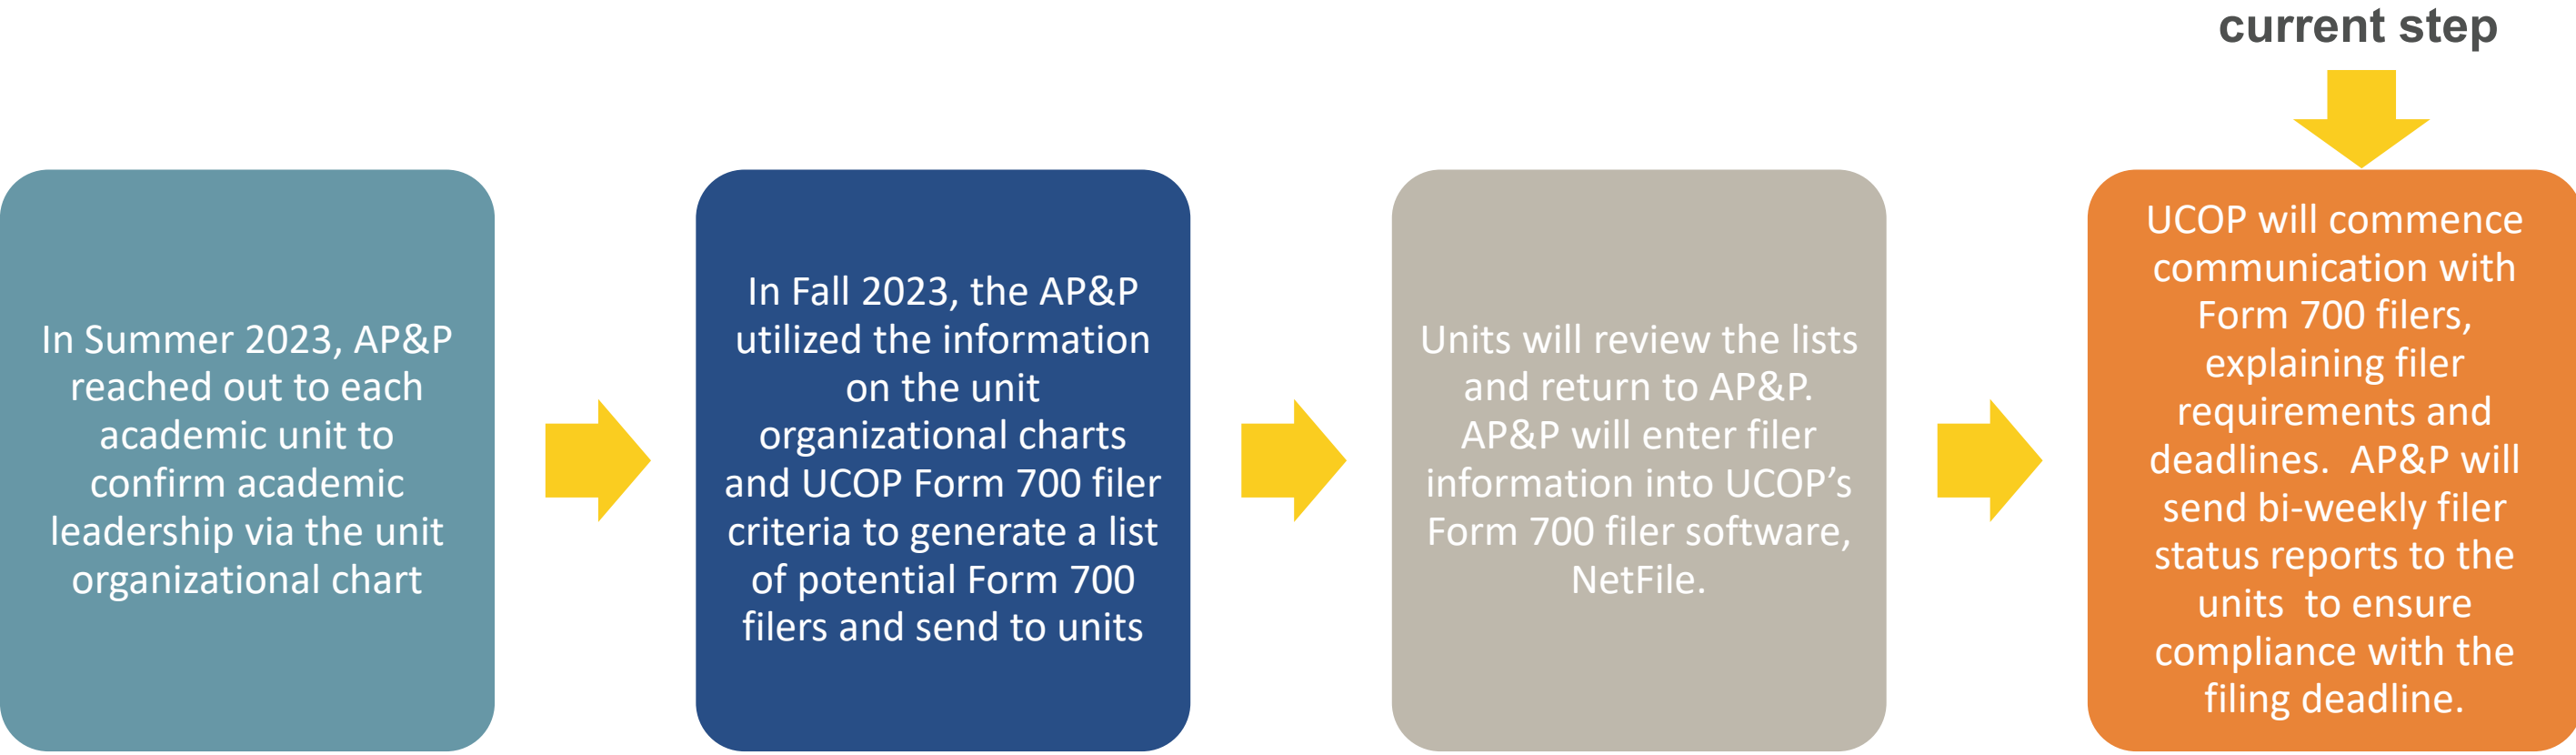 current step
In Summer 2023, AP&P
reached out to each
academic unit to
confirm academic
leadership via the unit
organizational chart
In Fall 2023, the AP&P
utilized the information
on the unit
organizational charts
and UCOP Form 700 filer
criteria to generate a list
of potential Form 700
filers and send to units
Units will review the lists
and return to AP&P.
AP&P will enter filer
information into UCOP’s
Form 700 filer software,
NetFile.
UCOP will commence
communication with
Form 700 filers,
explaining filer
requirements and
deadlines.  AP&P will
send bi-weekly filer
status reports to the
units  to ensure
compliance with the
filing deadline.